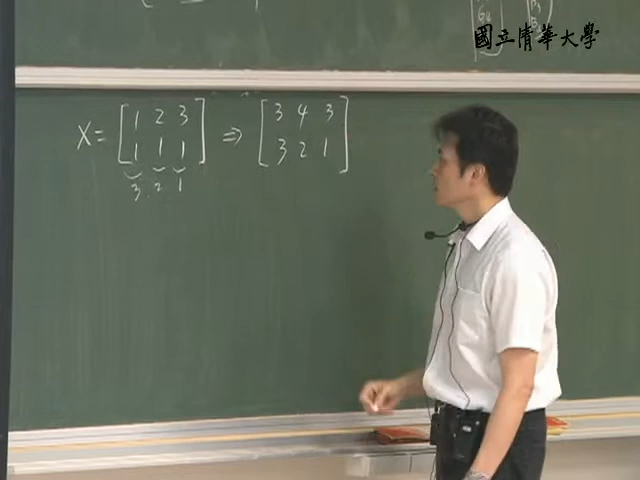 國立清華大學
X = [ 1 2 3 ] ⇒ [ 3 4 3 ]
[ 1 1 1 ] [ 3 2 1 ]
3 2 1